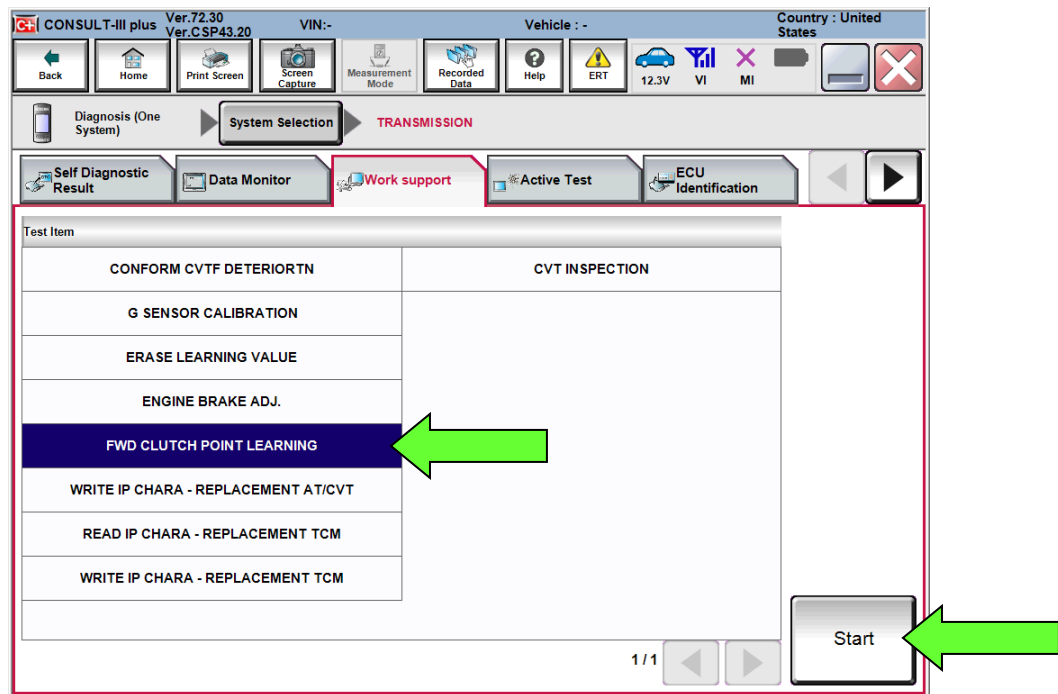 C+ CONSULT-III plus Ver.72.30 VIN:- Vehicle : - Country : United
Ver.CSP43.20 States
Back Home Print Screen Screen Capture Measurement Mode Recorded Data Help ERT 12.3V VI MI
Diagnosis (One
System)
System Selection
TRANSMISSION
Self Diagnostic
Result
Data Monitor
Work support
Active Test
ECU
Identification
Test Item
CONFORM CVTF DETERIORTN
CVT INSPECTION
G SENSOR CALIBRATION
ERASE LEARNING VALUE
ENGINE BRAKE ADJ.
FWD CLUTCH POINT LEARNING
WRITE IP CHARA - REPLACEMENT AT/CVT
READ IP CHARA - REPLACEMENT TCM
WRITE IP CHARA - REPLACEMENT TCM
Start
1 / 1